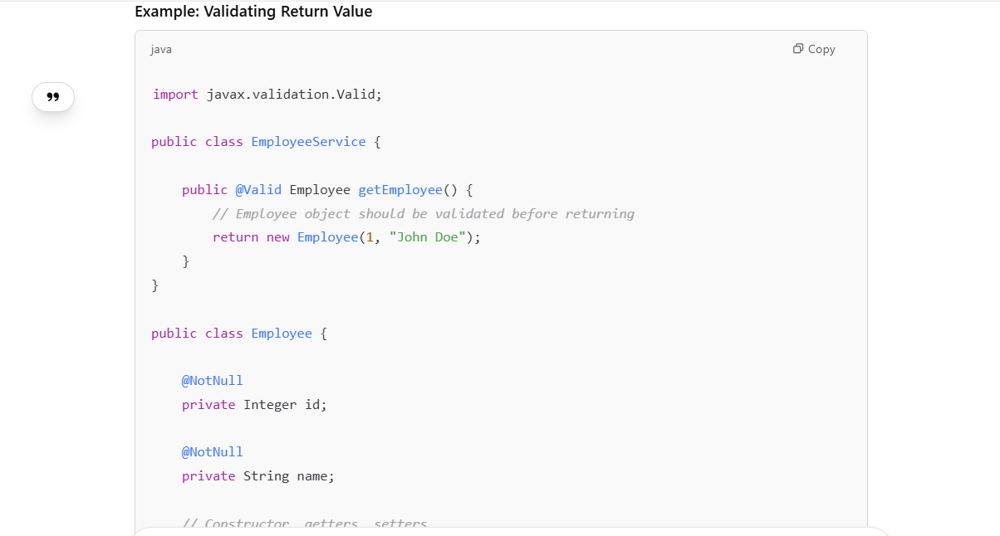 Example: Validating Return Value
java
Copy
import javax.validation.Valid;
”
public class EmployeeService {
public @Valid Employee getEmployee() {
// Employee object should be validated before returning
return new Employee(1, "John Doe");
}
}
public class Employee {
@NotNull
private Integer id;
@NotNull
private String name;
// Constructor, getters, setters